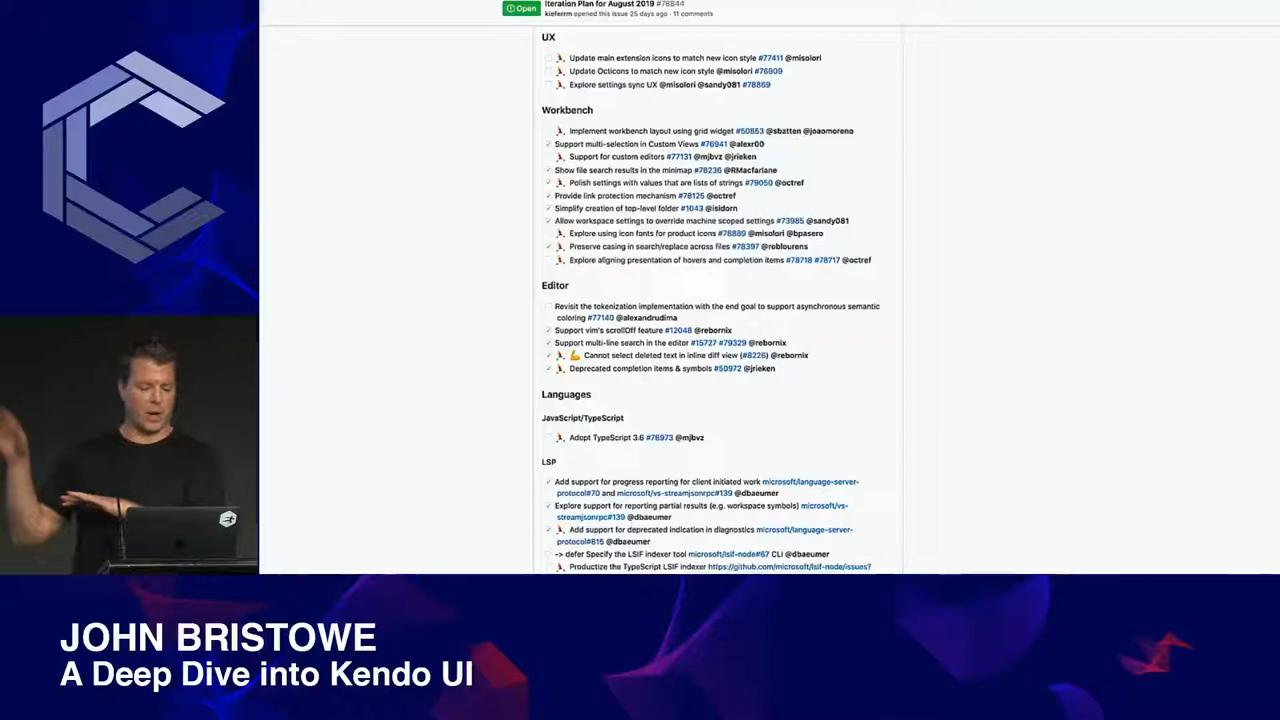 Open
Iteration Plan for August 2019 #76844
kieferrm opened this issue 25 days ago · 11 comments
UX
Update main extension icons to match new icon style #77411 @misolori
Update Octicons to match new icon style @misolori #76909
Explore settings sync UX @misolori @sandy081 #78869
Workbench
Implement workbench layout using grid widget #50853 @sbatten @joaomoreno
Support multi-selection in Custom Views #76941 @alexr00
Support for custom editors #77131 @mjbvz @jrieken
Show file search results in the minimap #78236 @RMacfarlane
Polish settings with values that are lists of strings #79050 @octref
Provide link protection mechanism #78125 @octref
Simplify creation of top-level folder #1043 @isidorn
Allow workspace settings to override machine scoped settings #73985 @sandy081
Explore using icon fonts for product icons #78889 @misolori @bpasero
Preserve casing in search/replace across files #78397 @roblourens
Explore aligning presentation of hovers and completion items #78718 #78717 @octref
Editor
Revisit the tokenization implementation with the end goal to support asynchronous semantic
coloring #77140 @alexandrudima
Support vim's scrollOff feature #12048 @rebornix
Support multi-line search in the editor #15727 #79329 @rebornix
Cannot select deleted text in inline diff view (#8226) @rebornix
Deprecated completion items & symbols #50972 @jrieken
Languages
JavaScript/TypeScript
Adopt TypeScript 3.6 #78973 @mjbvz
LSP
Add support for progress reporting for client initiated work microsoft/language-server-
protocol#70 and microsoft/vs-streamjsonrpc#139 @dbaeumer
Explore support for reporting partial results (e.g. workspace symbols) microsoft/vs-
streamjsonrpc#139 @dbaeumer
Add support for deprecated indication in diagnostics microsoft/language-server-
protocol#815 @dbaeumer
-> defer Specify the LSIF indexer tool microsoft/lsif-node#67 CLI @dbaeumer
Productize the TypeScript LSIF indexer https://github.com/microsoft/lsif-node/issues?
JOHN BRISTOWE
A Deep Dive into Kendo UI